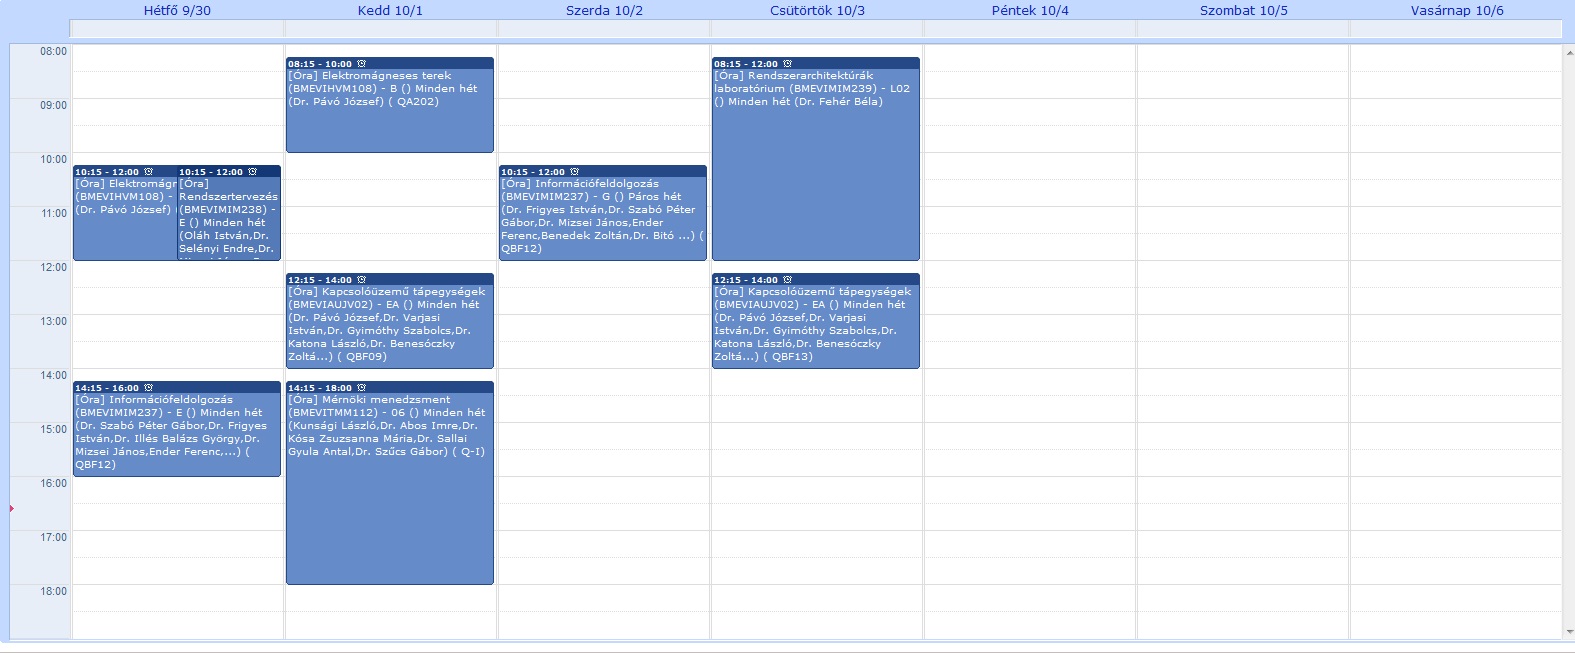 Hétfő 9/30
Kedd 10/1
Szerda 10/2
Csütörtök 10/3
Péntek 10/4
Szombat 10/5
Vasárnap 10/6
08:00
09:00
10:00
11:00
12:00
13:00
14:00
15:00
16:00
17:00
18:00
10:15 - 12:00
[Óra] Elektromágn
(BMEVIHVM108) -
(Dr. Pávó József) (
10:15 - 12:00
[Óra]
Rendszertervezés
(BMEVIMIM238) -
E () Minden hét
(Oláh István,Dr.
Selényi Endre,Dr.
14:15 - 16:00
[Óra] Információfeldolgozás
(BMEVIMIM237) - E () Minden hét
(Dr. Szabó Péter Gábor,Dr. Frigyes
István,Dr. Illés Balázs György,Dr.
Mizsei János,Ender Ferenc,...) (
QBF12)
08:15 - 10:00
[Óra] Elektromágneses terek
(BMEVIHVM108) - B () Minden hét
(Dr. Pávó József) ( QA202)
12:15 - 14:00
[Óra] Kapcsolóüzemű tápegységek
(BMEVIAUJV02) - EA () Minden hét
(Dr. Pávó József,Dr. Varjasi
István,Dr. Gyimóthy Szabolcs,Dr.
Katona László,Dr. Benesóczky
Zoltá...) ( QBF09)
14:15 - 18:00
[Óra] Mérnöki menedzsment
(BMEVITMM112) - 06 () Minden hét
(Kunsági László,Dr. Abos Imre,Dr.
Kósa Zsuzsanna Mária,Dr. Sallai
Gyula Antal,Dr. Szűcs Gábor) ( Q-I)
10:15 - 12:00
[Óra] Információfeldolgozás
(BMEVIMIM237) - G () Páros hét
(Dr. Frigyes István,Dr. Szabó Péter
Gábor,Dr. Mizsei János,Ender
Ferenc,Benedek Zoltán,Dr. Bitó ...) (
QBF12)
08:15 - 12:00
[Óra] Rendszerarchitektúrák
laboratórium (BMEVIMIM239) - L02
() Minden hét (Dr. Fehér Béla)
12:15 - 14:00
[Óra] Kapcsolóüzemű tápegységek
(BMEVIAUJV02) - EA () Minden hét
(Dr. Pávó József,Dr. Varjasi
István,Dr. Gyimóthy Szabolcs,Dr.
Katona László,Dr. Benesóczky
Zoltá...) ( QBF13)